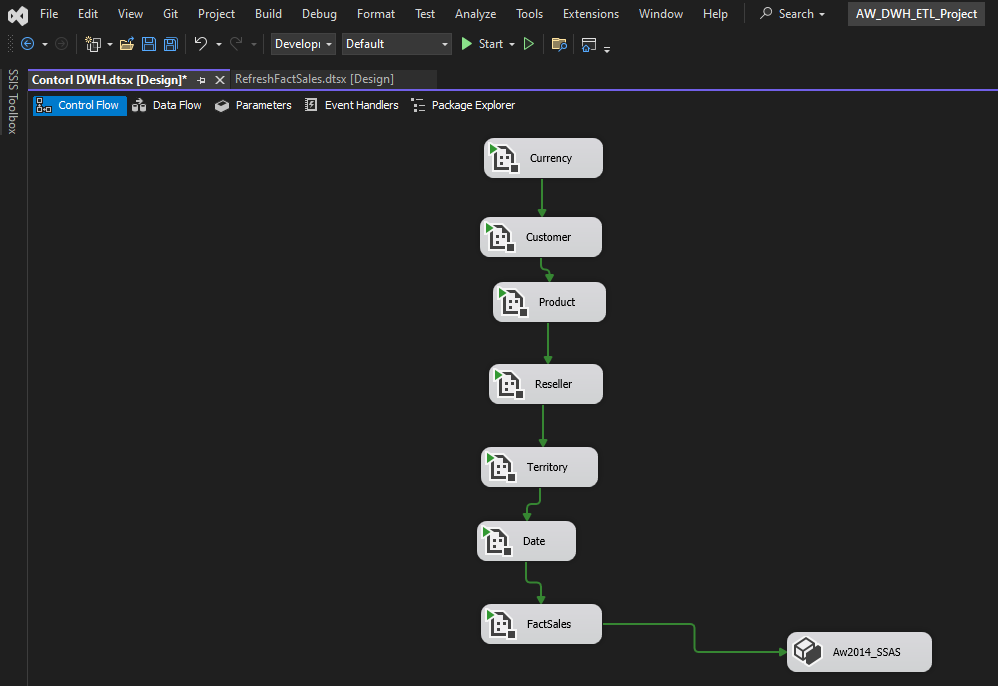 File Edit View Git Project Build Debug Format Test Analyze Tools Extensions Window Help Search AW_DWH_ETL_Project
Develop Default Start
SSIS Toolbox
Contorl DWH.dtsx [Design]* RefreshFactSales.dtsx [Design]
Control Flow Data Flow Parameters Event Handlers Package Explorer
Currency
Customer
Product
Reseller
Territory
Date
FactSales
Aw2014_SSAS